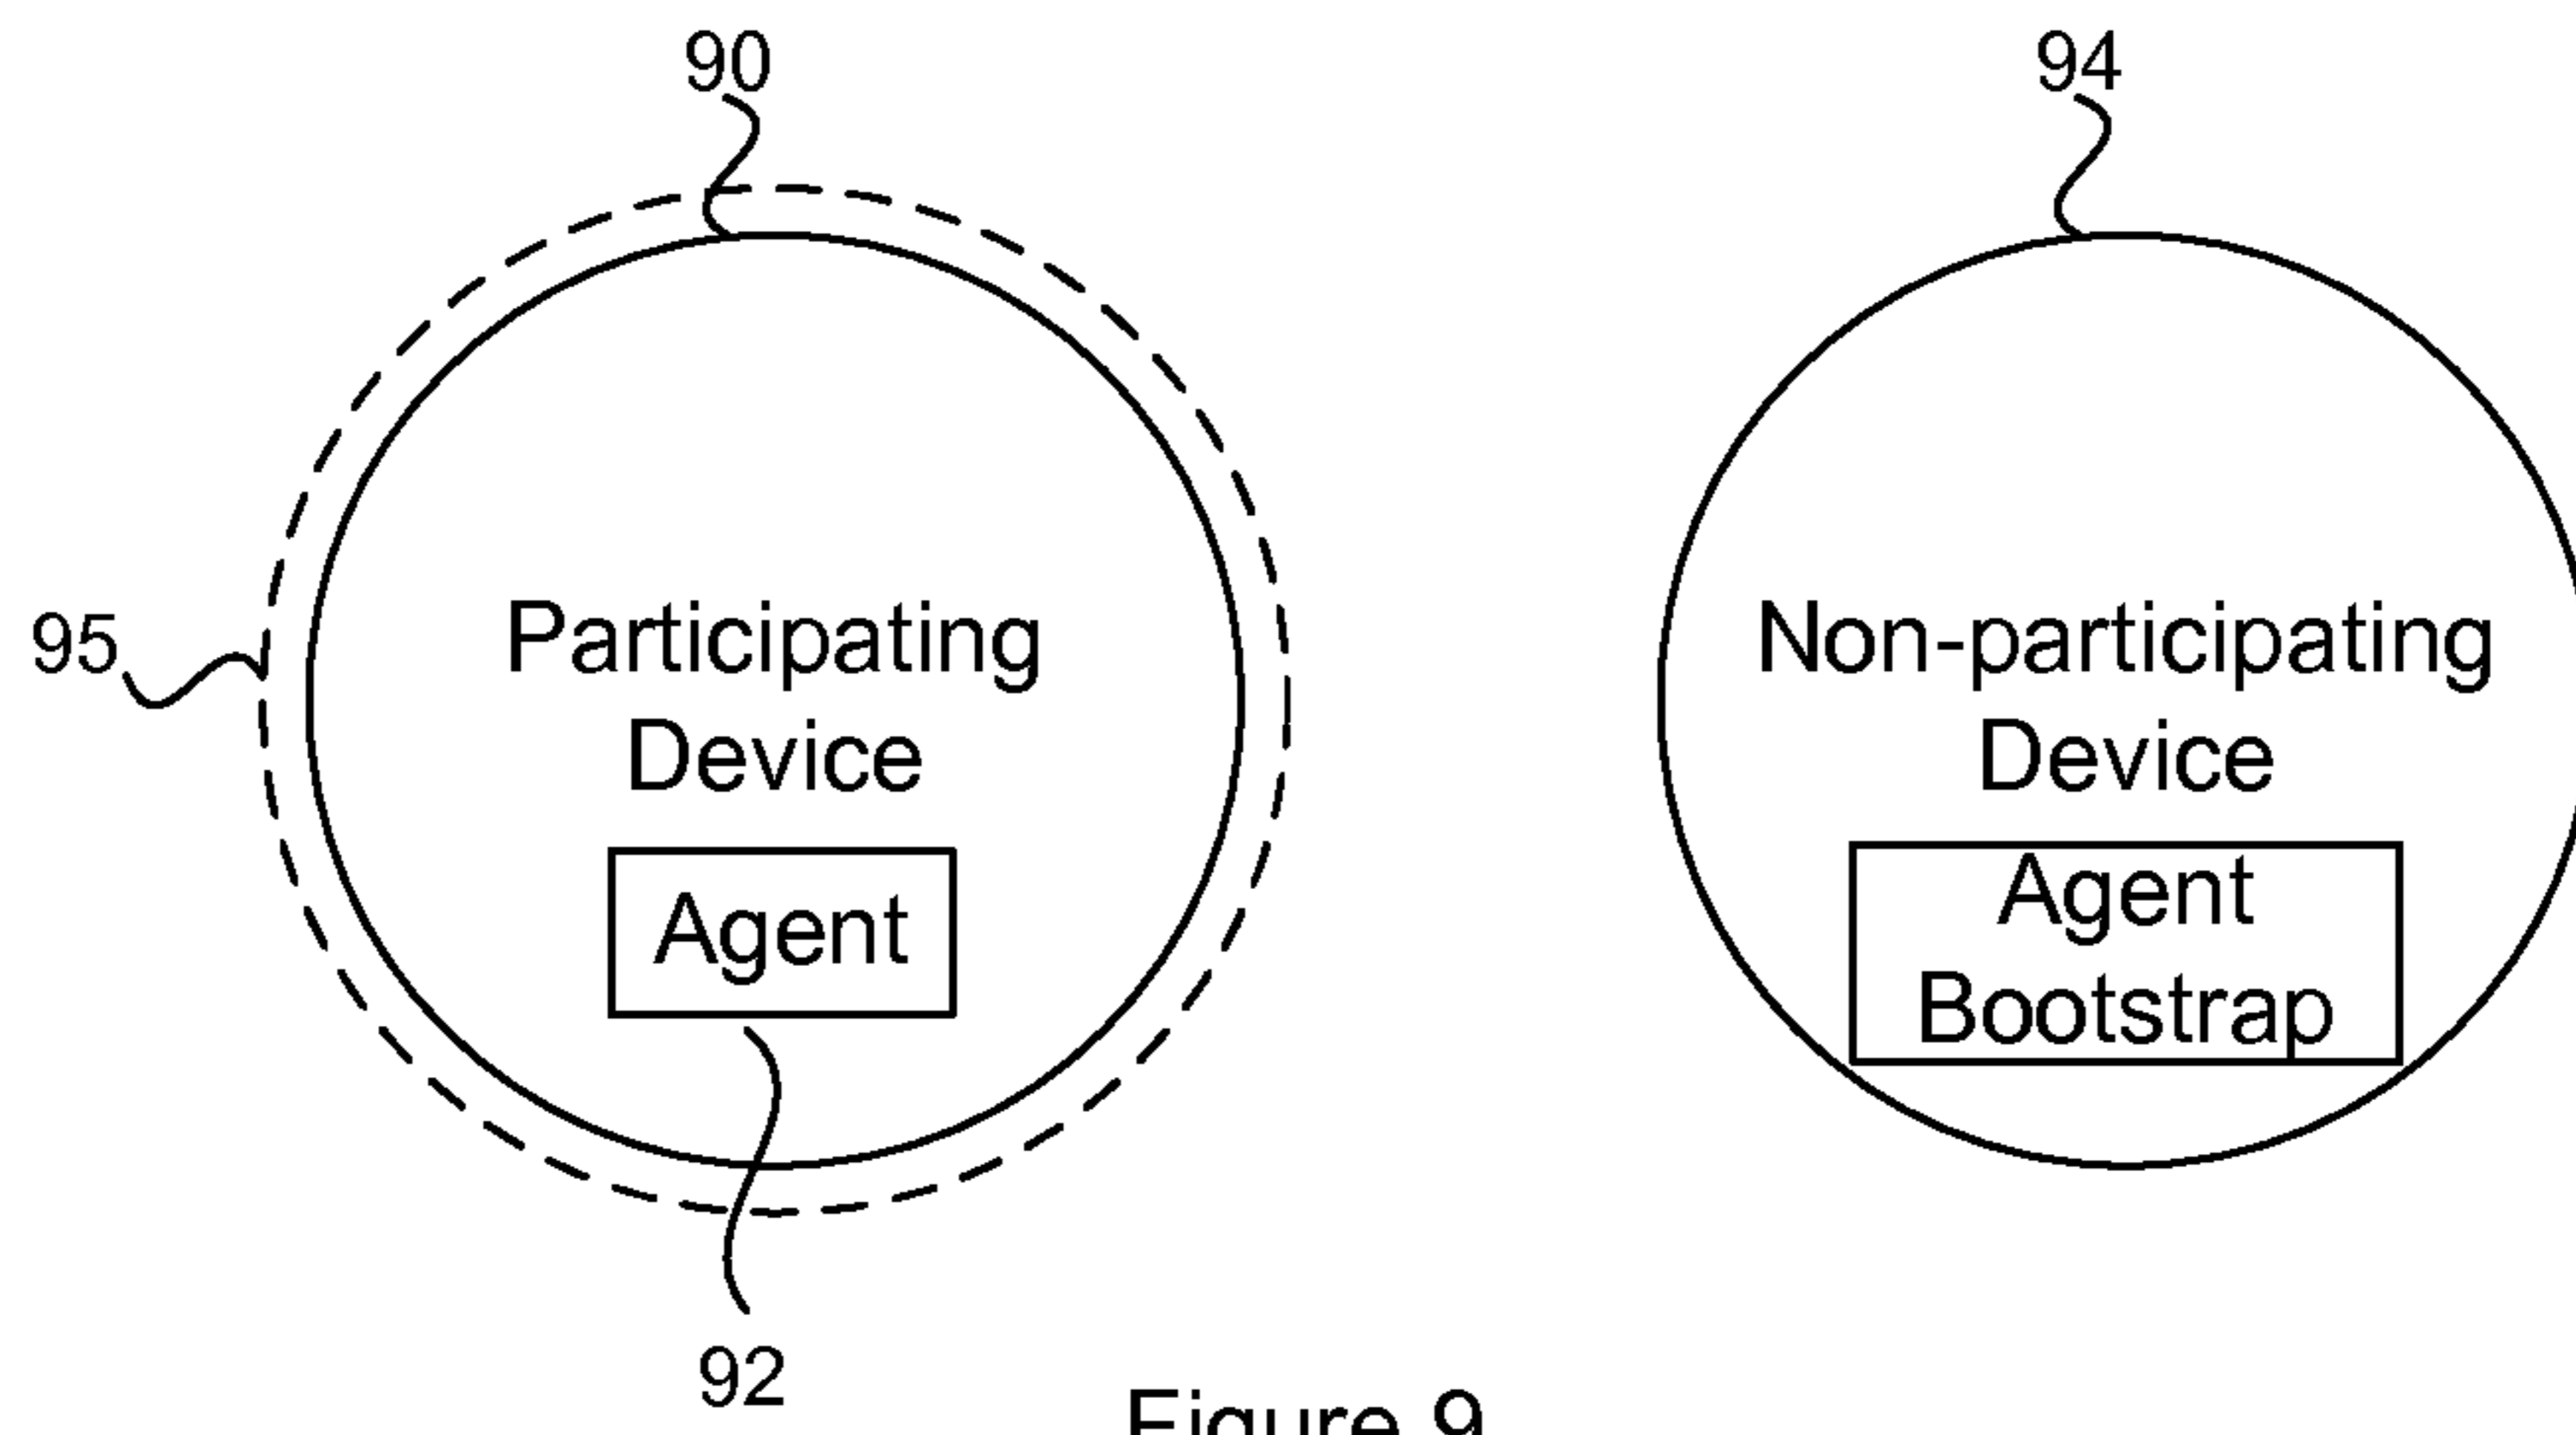 90
94
95
Participating
Device
Agent
92
Non-participating
Device
Agent
Bootstrap
Figure 9